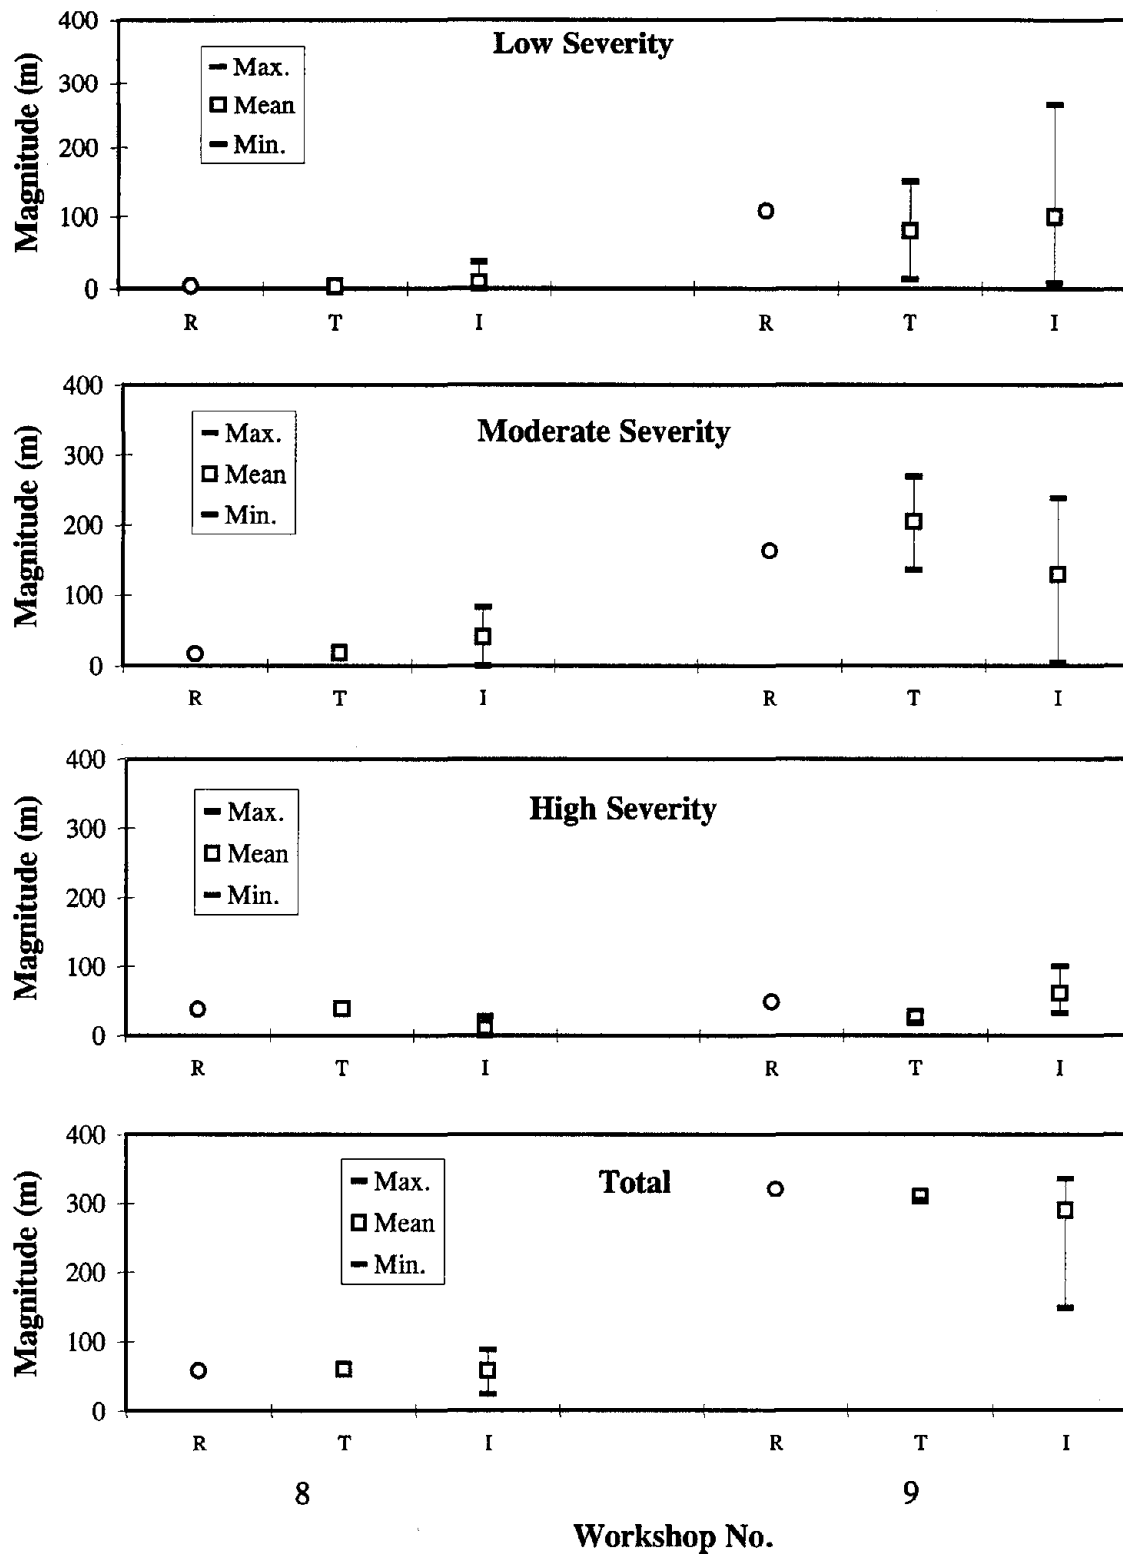 Low Severity
Magnitude (m)
400
300
200
100
0
Max.
Mean
Min.
R T I R T I
Moderate Severity
Magnitude (m)
400
300
200
100
0
Max.
Mean
Min.
R T I R T I
High Severity
Magnitude (m)
400
300
200
100
0
Max.
Mean
Min.
R T I R T I
Total
Magnitude (m)
400
300
200
100
0
Max.
Mean
Min.
R T I R T I
8 9
Workshop No.